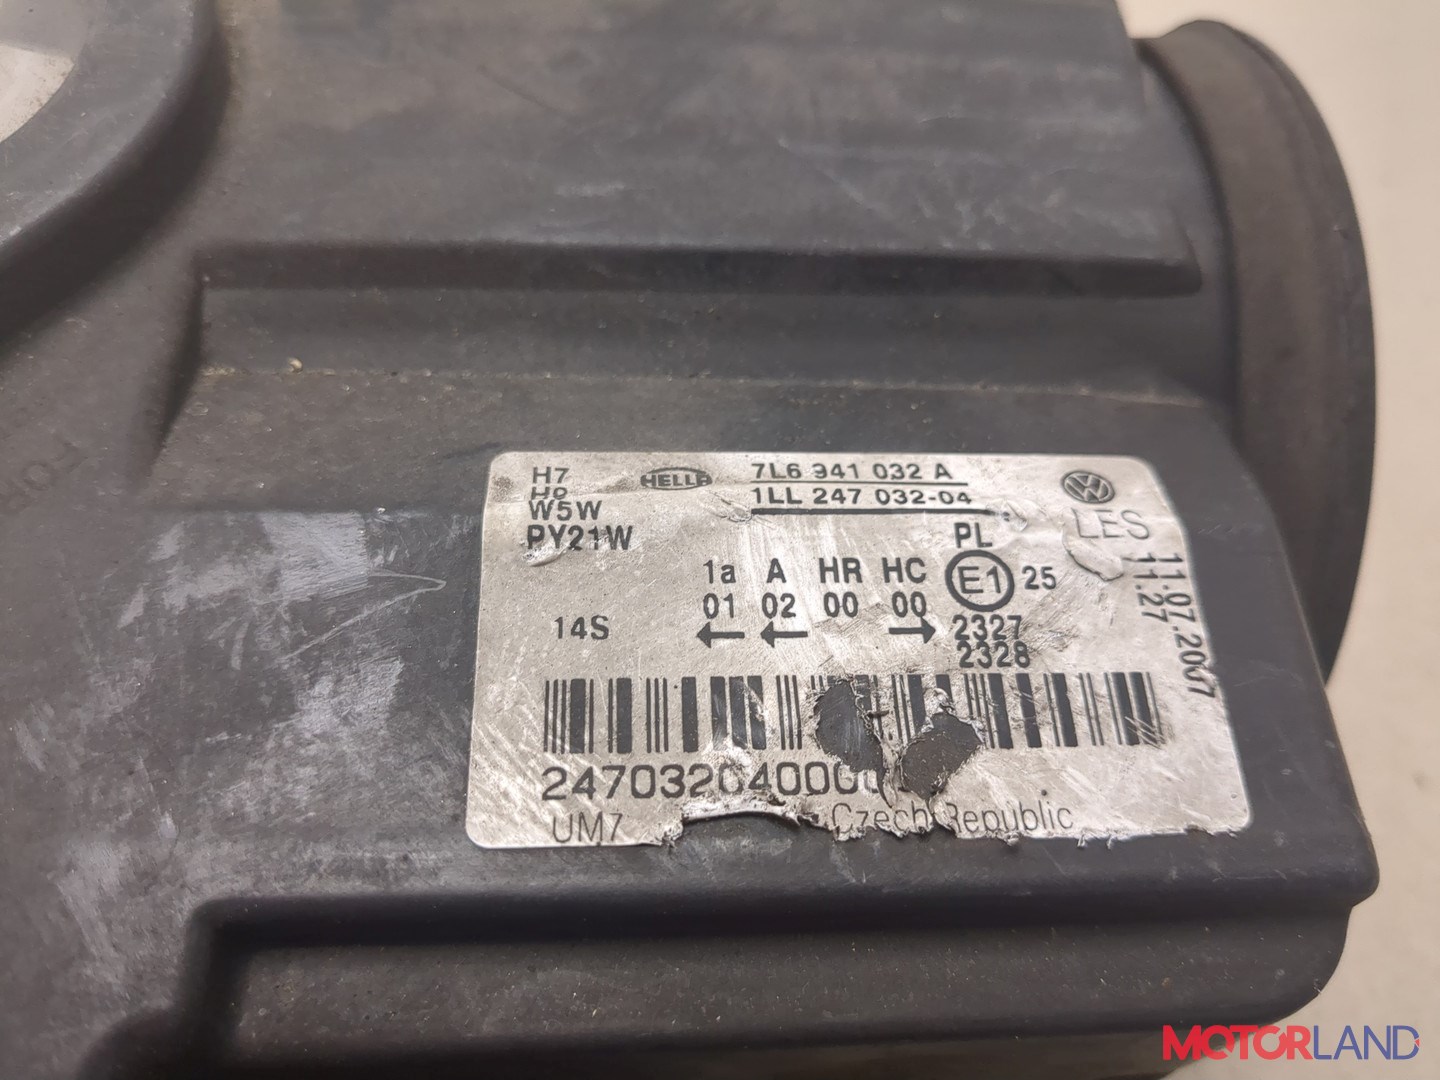 H7
W5W
PY21W
HELLA
7L6 941 032 A
1LL 247 032-04
LES
PL
1a A HR HC E1 25
01 02 00 00
14S
2327
2328
11.07.2007
11.27
UM7
Czech Republic
MOTORLAND